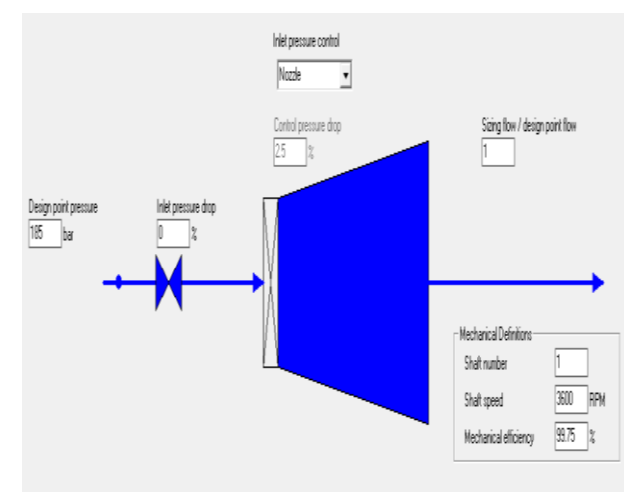 Inlet pressure control
Nozzle
Control pressure drop
2.5 %
Sizing flow / design point flow
1
Design point pressure
185 bar
Inlet pressure drop
0 %
Mechanical Definitions
Shaft number 1
Shaft speed 3600 RPM
Mechanical efficiency 99.75 %